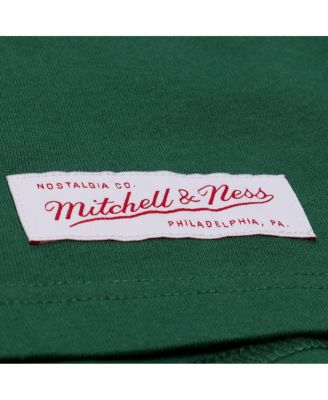 NOSTALGIA CO.
Mitchell & Ness
PHILADELPHIA, PA.